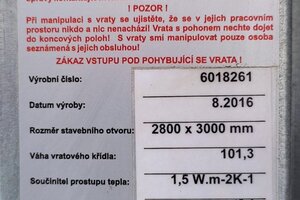 ! POZOR !
Při manipulaci s vraty se ujistěte, že se v jejich pracovním
prostoru nikdo a nic nenachází! Vrata s pohonem nechte dojet
do koncových poloh! S vraty smí manipulovat pouze osoba
seznámená s jejich obsluhou!
ZÁKAZ VSTUPU POD POHYBUJÍCÍ SE VRATA !
Výrobní číslo: 6018261
Datum výroby: 8.2016
Rozměr stavebního otvoru: 2800 x 3000 mm
Váha vratového křídla: 101,3
Součinitel prostupu tepla: 1,5 W.m-2K-1